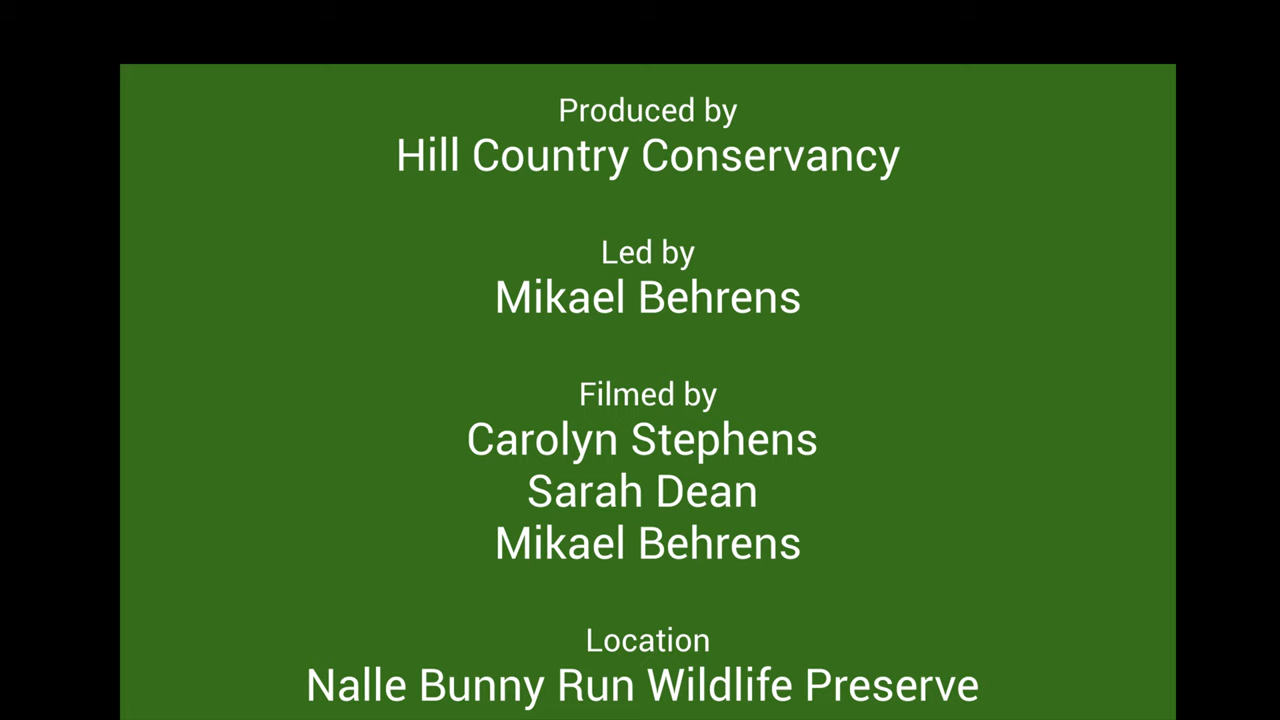 Produced by
Hill Country Conservancy
Led by
Mikael Behrens
Filmed by
Carolyn Stephens
Sarah Dean
Mikael Behrens
Location
Nalle Bunny Run Wildlife Preserve